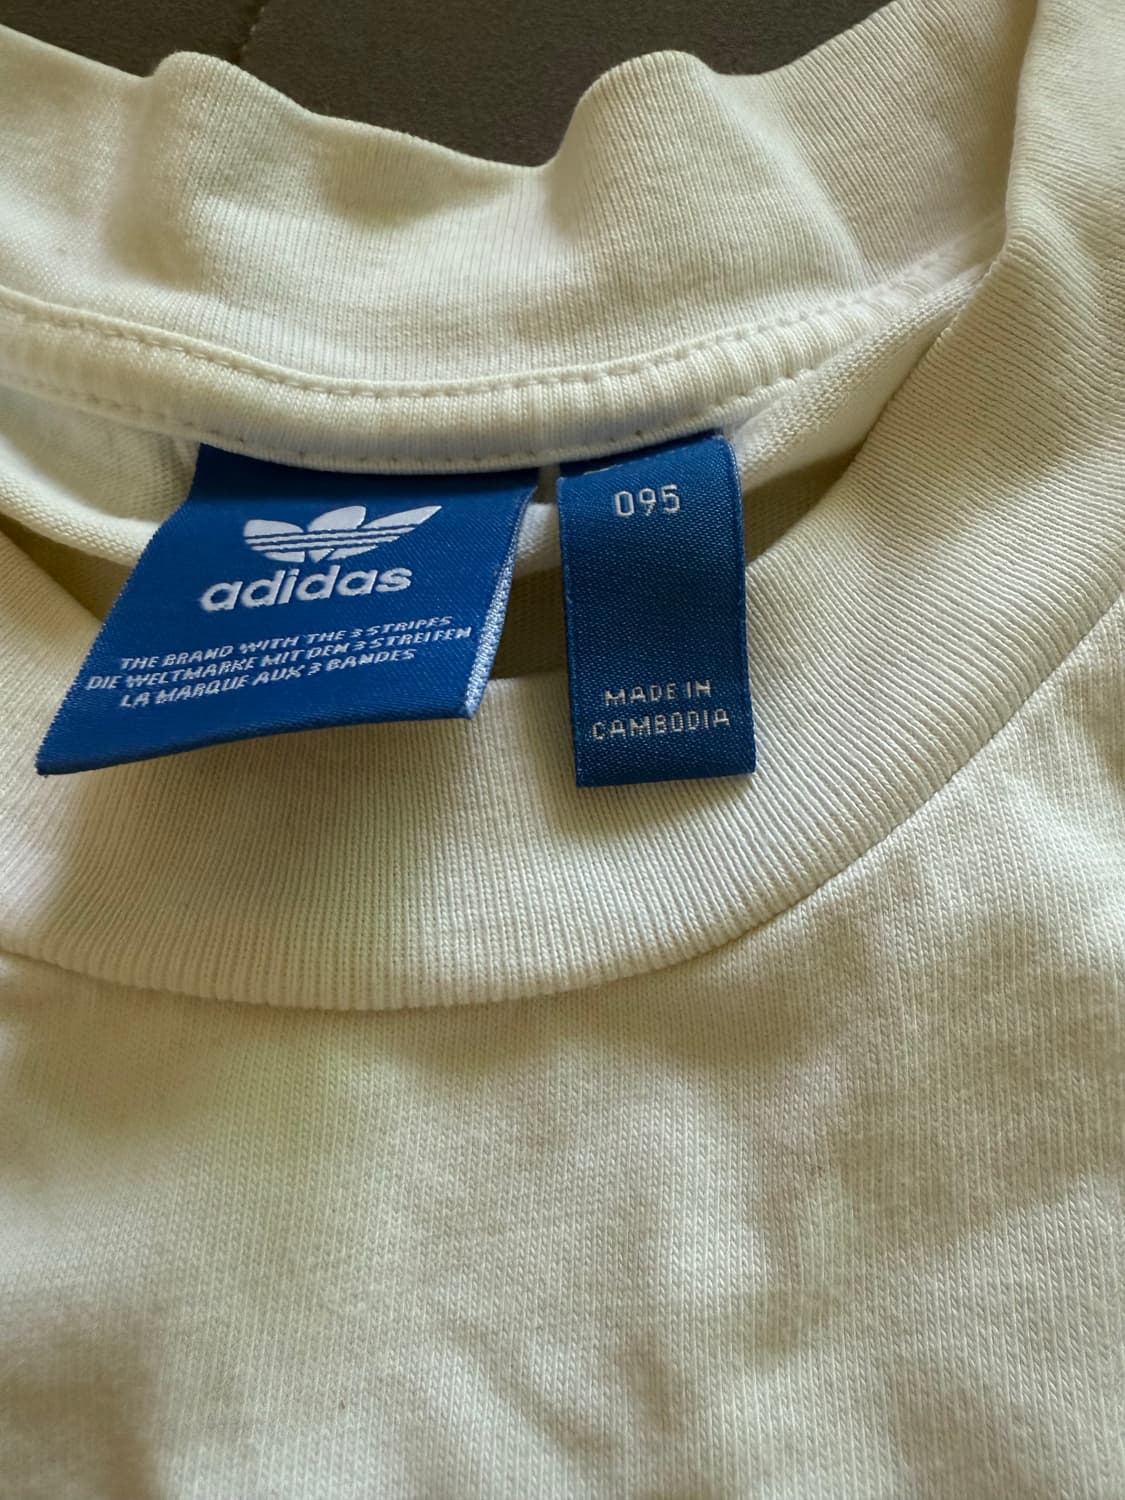 adidas
THE BRAND WITH THE 3 STRIPES
DIE WELTMARKE MIT DEN 3 STREIFEN
LA MARQUE AUX 3 BANDES
095
MADE IN
CAMBODIA